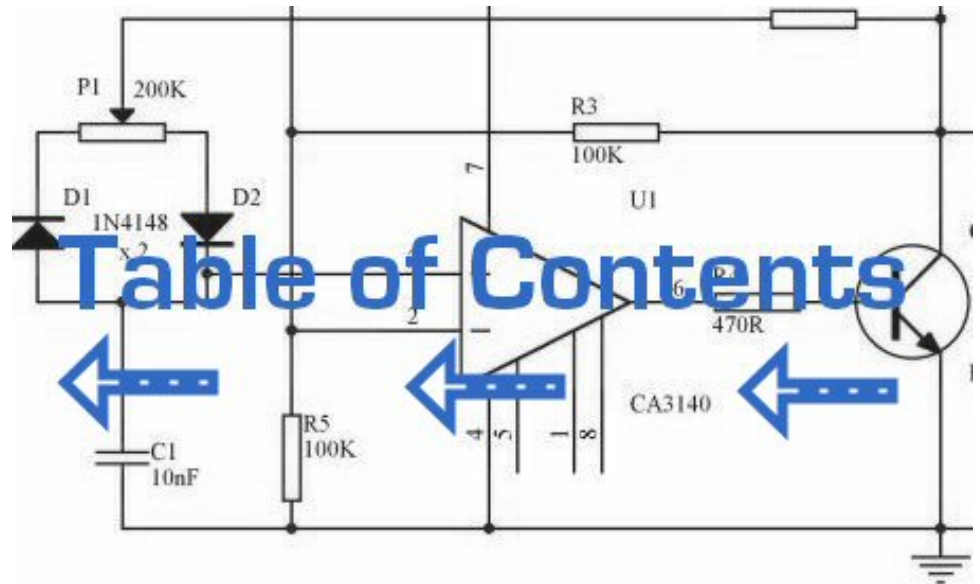 P1
200K
R3
100K
7
U1
D1
D2
1N4148
x 2
Table of Contents
6
2
470R
CA3140
R5
100K
4
5
1
8
C1
10nF